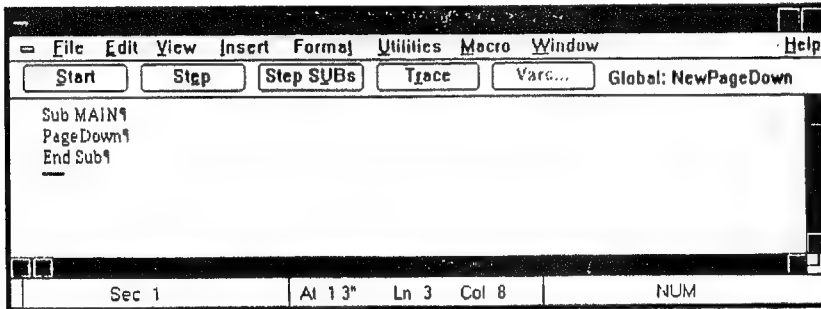 File Edit View Insert Format Utilities Macro Window Help
Start Step Step SUBs Trace Vars... Global: NewPageDown
Sub MAIN¶
PageDown¶
End Sub¶
Sec 1 At 1 3" Ln 3 Col 8 NUM